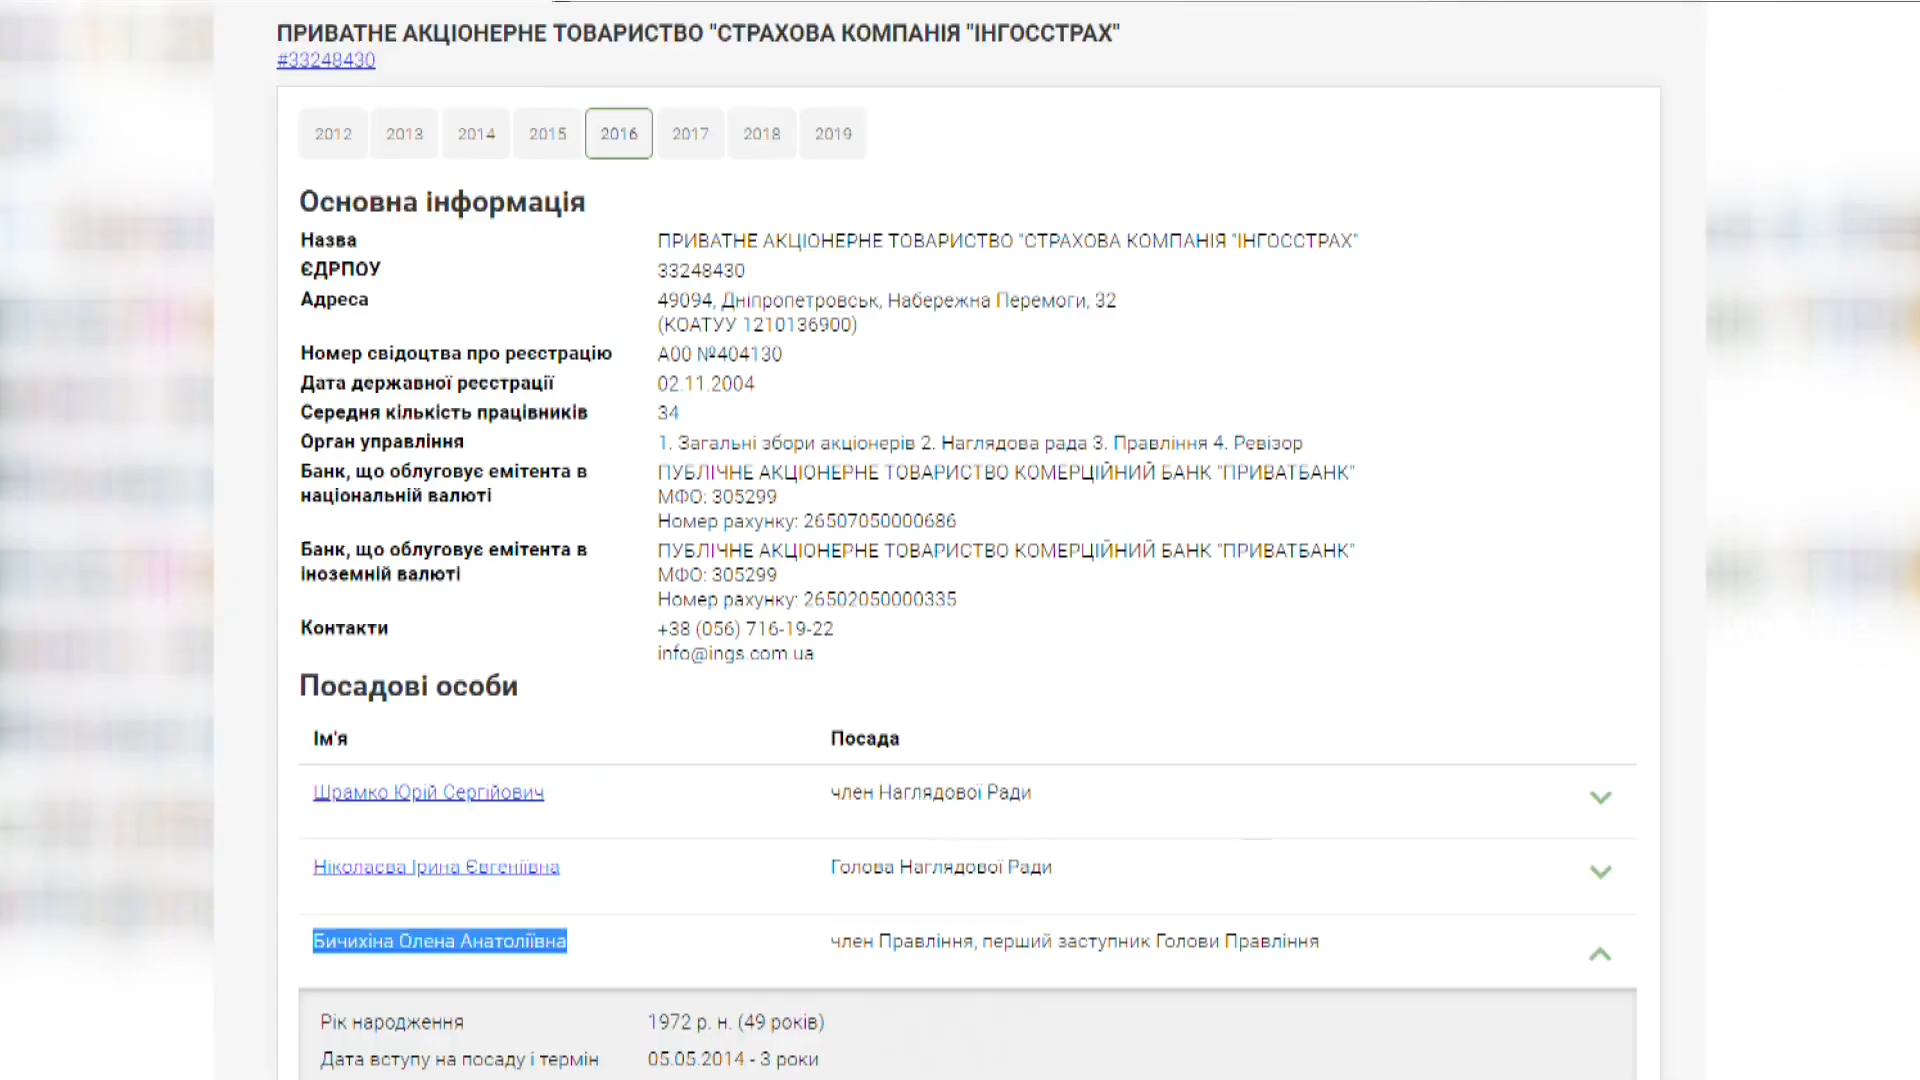 ПРИВАТНЕ АКЦІОНЕРНЕ ТОВАРИСТВО "СТРАХОВА КОМПАНІЯ "ІНГОССТРАХ"
#33248430
2012 2013 2014 2015 2016 2017 2018 2019
Основна інформація
Назва ПРИВАТНЕ АКЦІОНЕРНЕ ТОВАРИСТВО "СТРАХОВА КОМПАНІЯ "ІНГОССТРАХ"
ЄДРПОУ 33248430
Адреса 49094, Дніпропетровськ, Набережна Перемоги, 32
(КОАТУУ 1210136900)
Номер свідоцтва про реєстрацію А00 №404130
Дата державної реєстрації 02.11.2004
Середня кількість працівників 34
Орган управління 1. Загальні збори акціонерів 2. Наглядова рада 3. Правління 4. Ревізор
Банк, що облуговує емітента в ПУБЛІЧНЕ АКЦІОНЕРНЕ ТОВАРИСТВО КОМЕРЦІЙНИЙ БАНК "ПРИВАТБАНК"
національній валюті МФО: 305299
Номер рахунку: 26507050000686
Банк, що облуговує емітента в ПУБЛІЧНЕ АКЦІОНЕРНЕ ТОВАРИСТВО КОМЕРЦІЙНИЙ БАНК "ПРИВАТБАНК"
іноземній валюті МФО: 305299
Номер рахунку: 26502050000335
Контакти +38 (056) 716-19-22
info@ings.com.ua
Посадові особи
Ім'я Посада
Шрамко Юрій Сергійович член Наглядової Ради
Ніколаєва Ірина Євгеніївна Голова Наглядової Ради
Бичихіна Олена Анатоліївна член Правління, перший заступник Голови Правління
Рік народження 1972 р. н. (49 років)
Дата вступу на посаду і термін 05.05.2014 - 3 роки